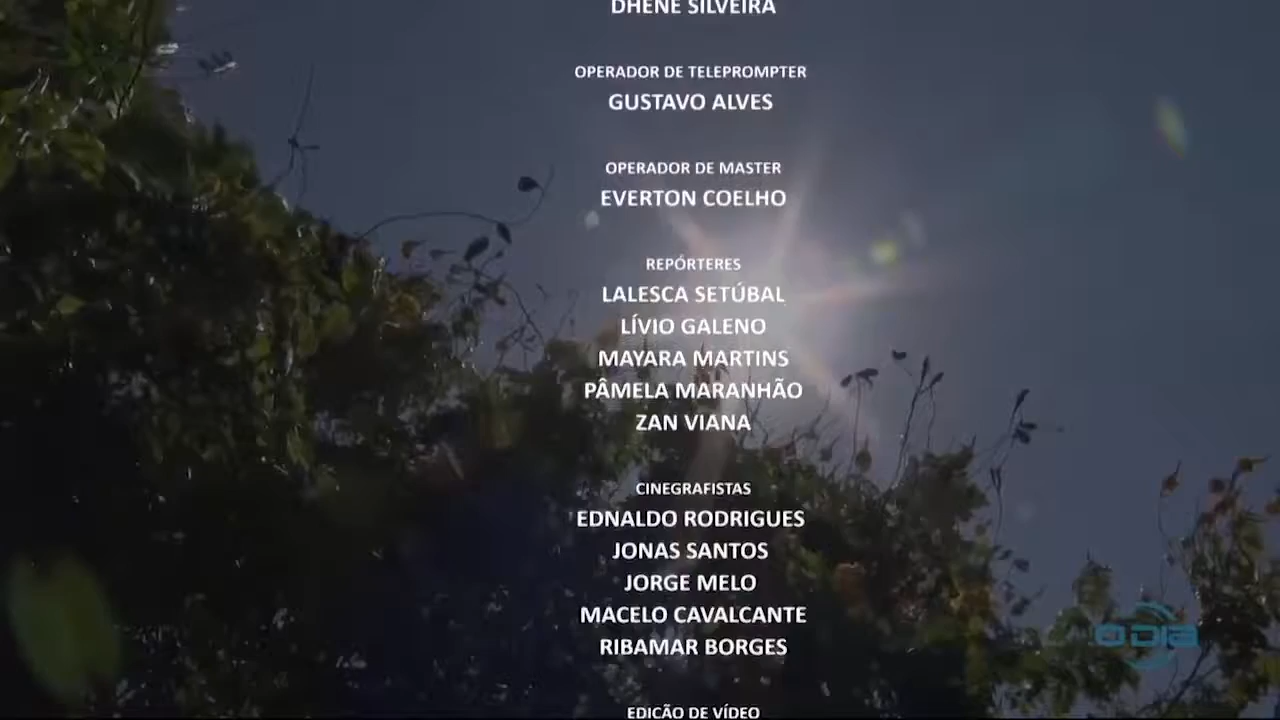 DHENE SILVEIRA
OPERADOR DE TELEPROMPTER
GUSTAVO ALVES
OPERADOR DE MASTER
EVERTON COELHO
REPÓRTERES
LALESCA SETÚBAL
LÍVIO GALENO
MAYARA MARTINS
PÂMELA MARANHÃO
ZAN VIANA
CINEGRAFISTAS
EDNALDO RODRIGUES
JONAS SANTOS
JORGE MELO
MACELO CAVALCANTE
RIBAMAR BORGES
O DIA
EDIÇÃO DE VÍDEO